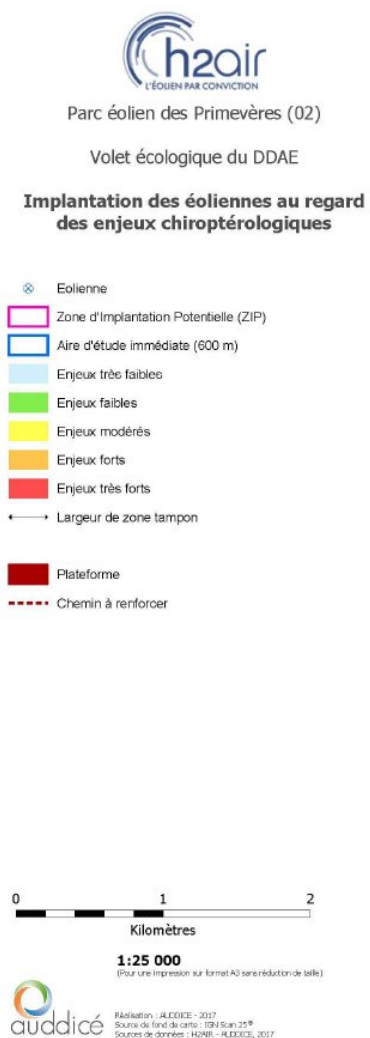 h2air
L'ÉOLIEN PAR CONVICTION
Parc éolien des Primevères (02)
Volet écologique du DDAE
Implantation des éoliennes au regard
des enjeux chiroptérologiques
Eolienne
Zone d'Implantation Potentielle (ZIP)
Aire d'étude immédiate (600 m)
Enjeux très faibles
Enjeux faibles
Enjeux modérés
Enjeux forts
Enjeux très forts
Largeur de zone tampon
Plateforme
Chemin à renforcer
0 1 2
Kilomètres
1:25 000
(Pour une impression sur format A3 sans réduction de taille)
auddicé
Réalisation : AUDDICE - 2017
Source de fond de carte : IGN Scan 25®
Sources de données : H2AIR - AUDDICE, 2017